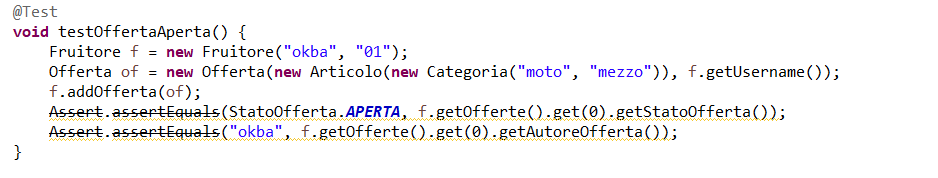 @Test
void testOffertaAperta() {
    Fruitore f = new Fruitore("okba", "01");
    Offerta of = new Offerta(new Articolo(new Categoria("moto", "mezzo")), f.getUsername());
    f.addOfferta(of);
    Assert.assertEquals(StatoOfferta.APERTA, f.getOfferte().get(0).getStatoOfferta());
    Assert.assertEquals("okba", f.getOfferte().get(0).getAutoreOfferta());
}